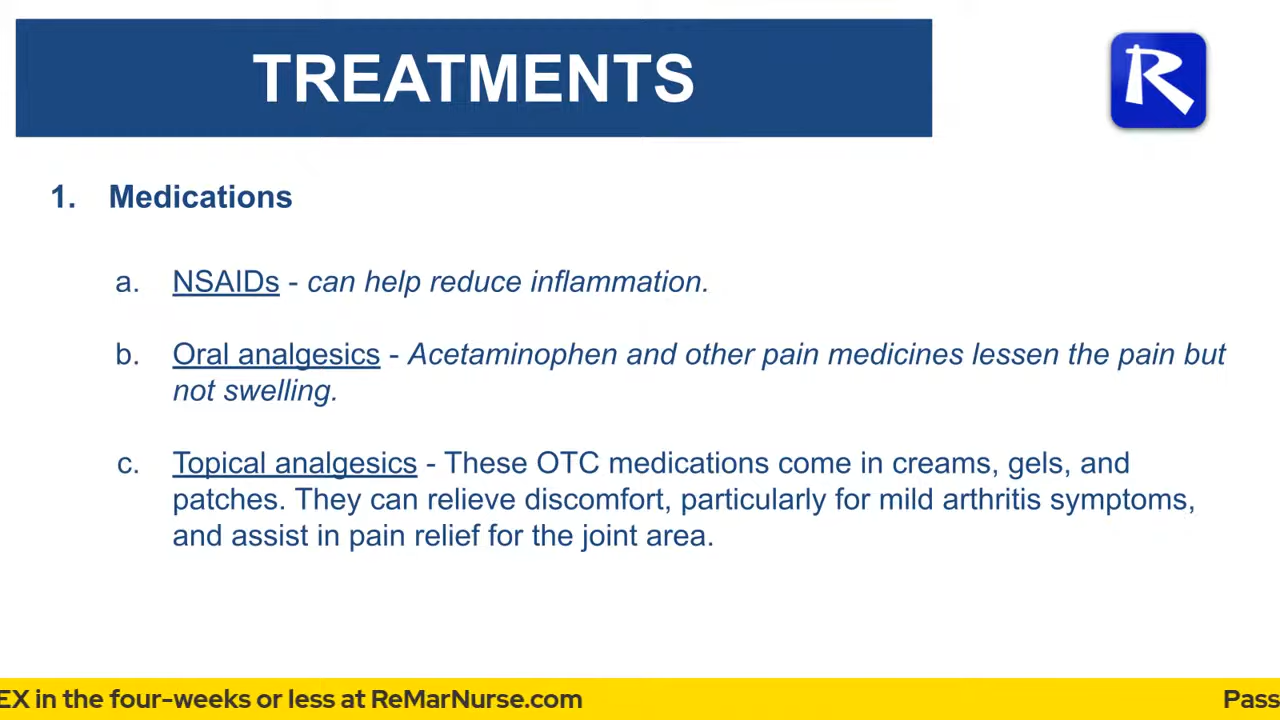 TREATMENTS
R
1. Medications
a. NSAIDs - can help reduce inflammation.
b. Oral analgesics - Acetaminophen and other pain medicines lessen the pain but
not swelling.
c. Topical analgesics - These OTC medications come in creams, gels, and
patches. They can relieve discomfort, particularly for mild arthritis symptoms,
and assist in pain relief for the joint area.
EX in the four-weeks or less at ReMarNurse.com Pass